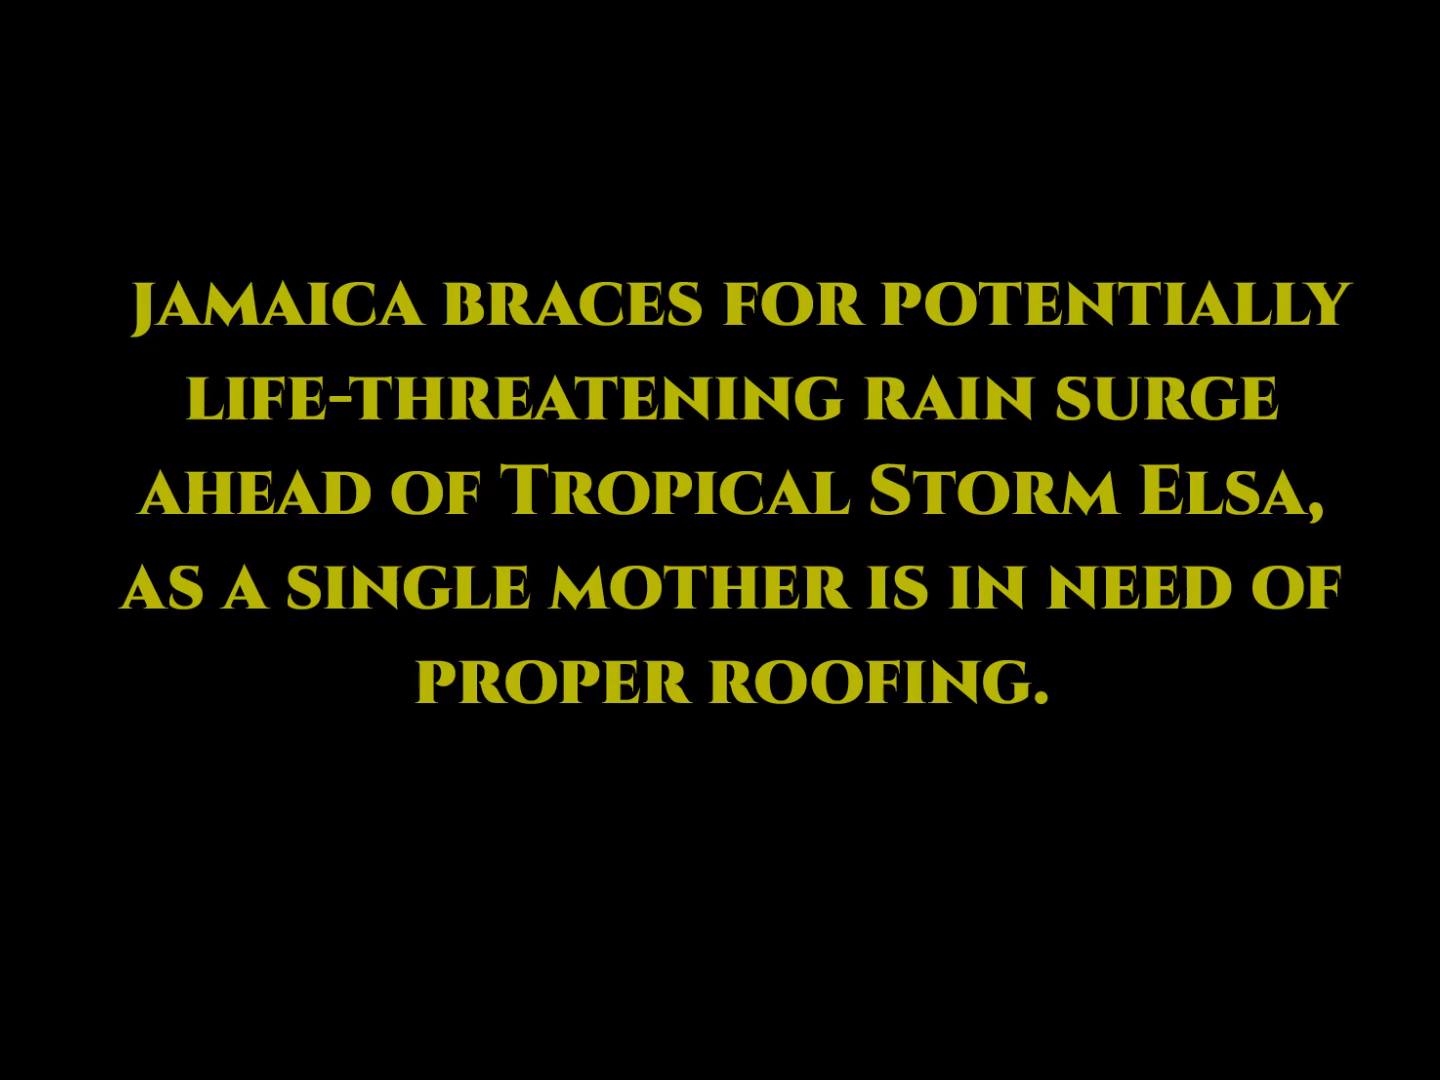 jamaica braces for potentially
life-threatening rain surge
ahead of Tropical Storm Elsa,
as a single mother is in need of
proper roofing.